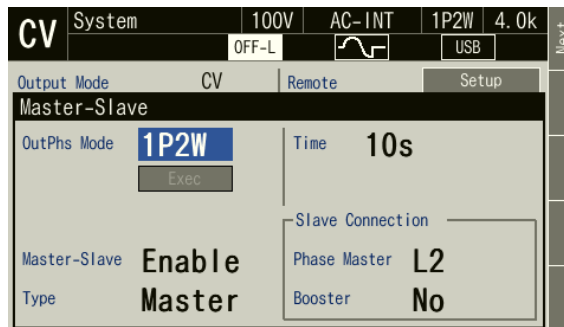 CV System 100V AC-INT 1P2W 4.0k
OFF-L USB
Next
Output Mode CV Remote Setup
Master-Slave
OutPhs Mode 1P2W Time 10s
Exec
Slave Connection
Master-Slave Enable Phase Master L2
Type Master Booster No